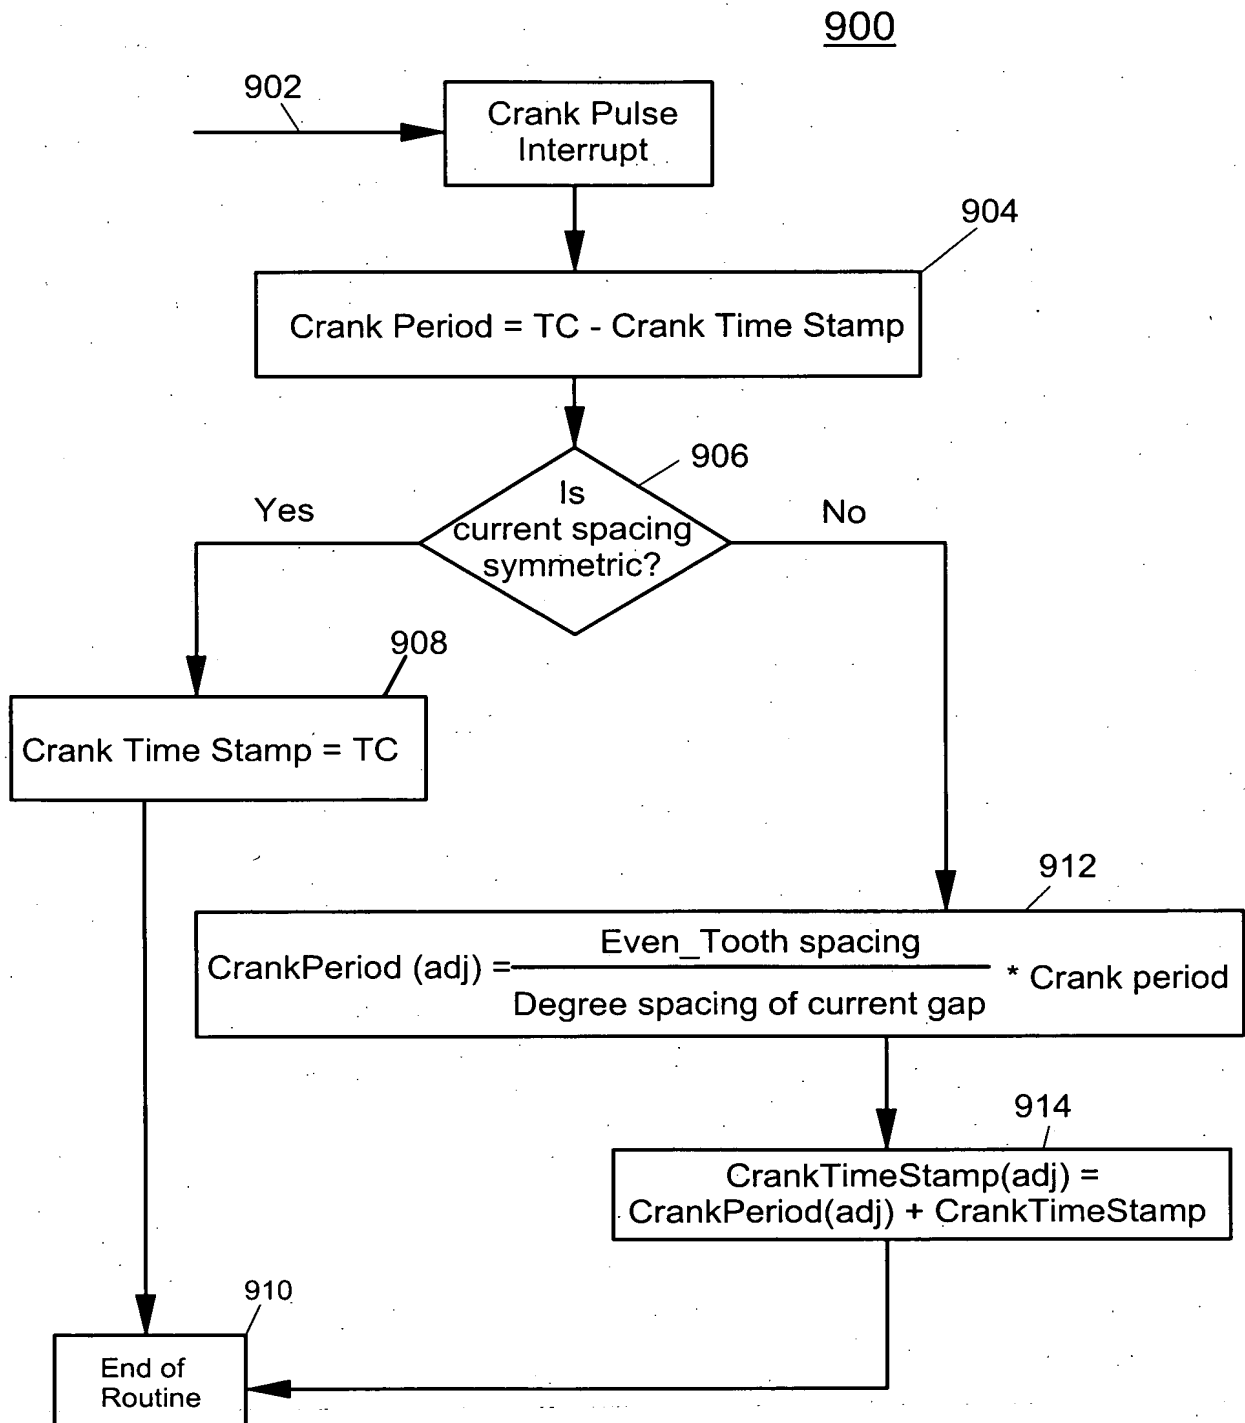 900
902
Crank Pulse
Interrupt
904
Crank Period = TC - Crank Time Stamp
906
Is
current spacing
symmetric?
Yes
No
908
Crank Time Stamp = TC
912
Even_Tooth spacing
CrankPeriod (adj) = * Crank period
Degree spacing of current gap
914
CrankTimeStamp(adj) =
CrankPeriod(adj) + CrankTimeStamp
910
End of
Routine